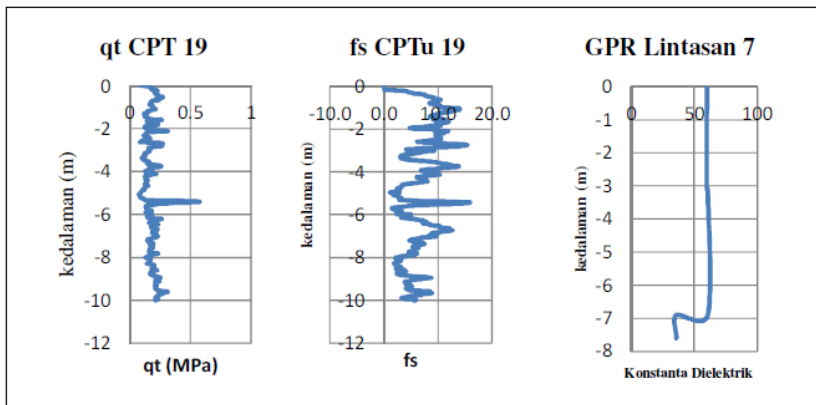 qt CPT 19
0
0 0.5 1
-2
-4
-6
-8
-10
-12
kedalaman (m)
qt (MPa)
fs CPTu 19
0
-10.0 0.0 10.0 20.0
-2
-4
-6
-8
-10
-12
kedalaman (m)
fs
GPR Lintasan 7
0
0 50 100
-1
-2
-3
-4
-5
-6
-7
-8
kedalaman (m)
Konstanta Dielektrik